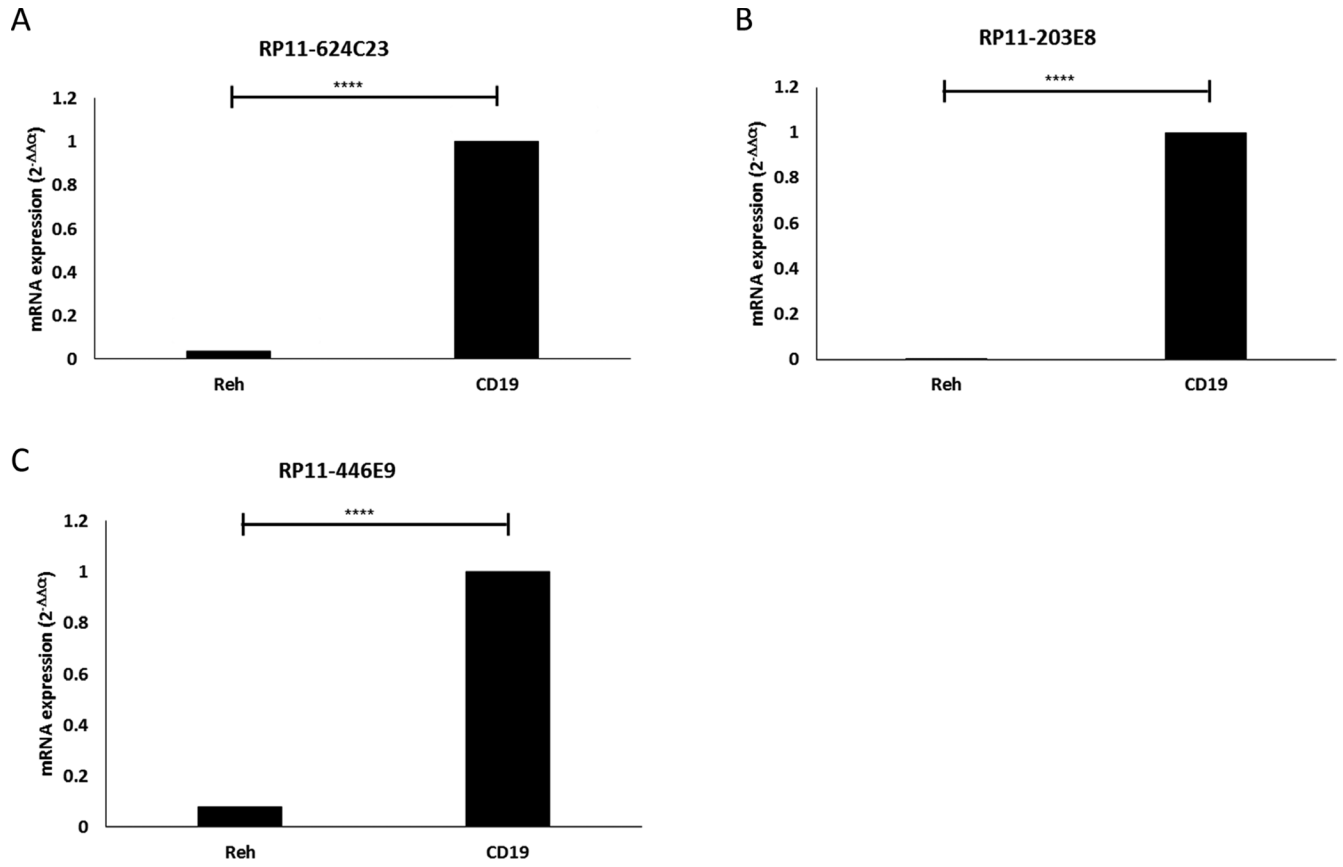 A
RP11-624C23
****
1.2
1
0.8
0.6
0.4
0.2
0
mRNA expression (2-ΔΔα)
Reh CD19
B
RP11-203E8
****
1.2
1
0.8
0.6
0.4
0.2
0
mRNA expression (2-ΔΔα)
Reh CD19
C
RP11-446E9
****
1.2
1
0.8
0.6
0.4
0.2
0
mRNA expression (2-ΔΔα)
Reh CD19